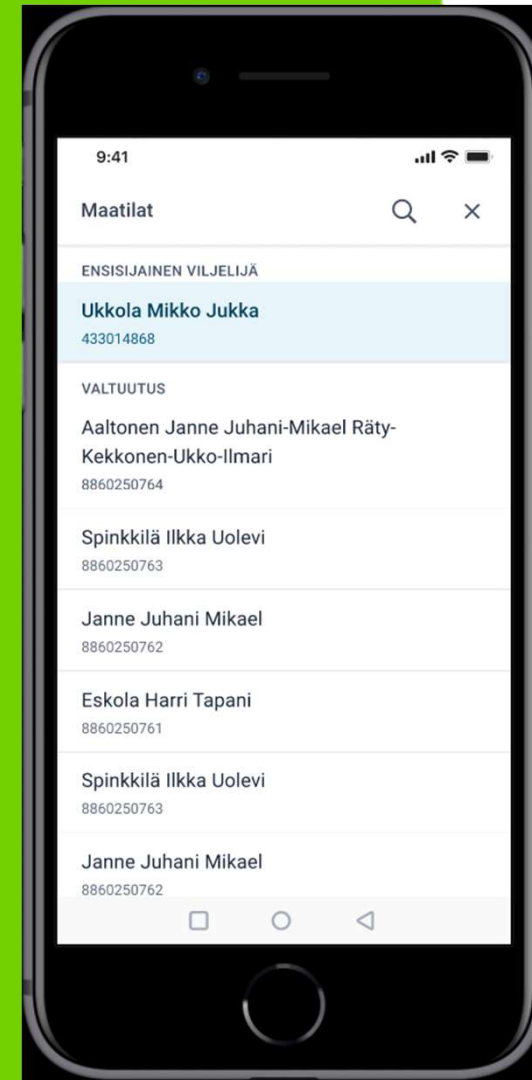 9:41
Maatilat
ENSISIJAINEN VILJELIJÄ
Ukkola Mikko Jukka
433014868
VALTUUTUS
Aaltonen Janne Juhani-Mikael Räty-
Kekkonen-Ukko-Ilmari
8860250764
Spinkkilä Ilkka Uolevi
8860250763
Janne Juhani Mikael
8860250762
Eskola Harri Tapani
8860250761
Spinkkilä Ilkka Uolevi
8860250763
Janne Juhani Mikael
8860250762